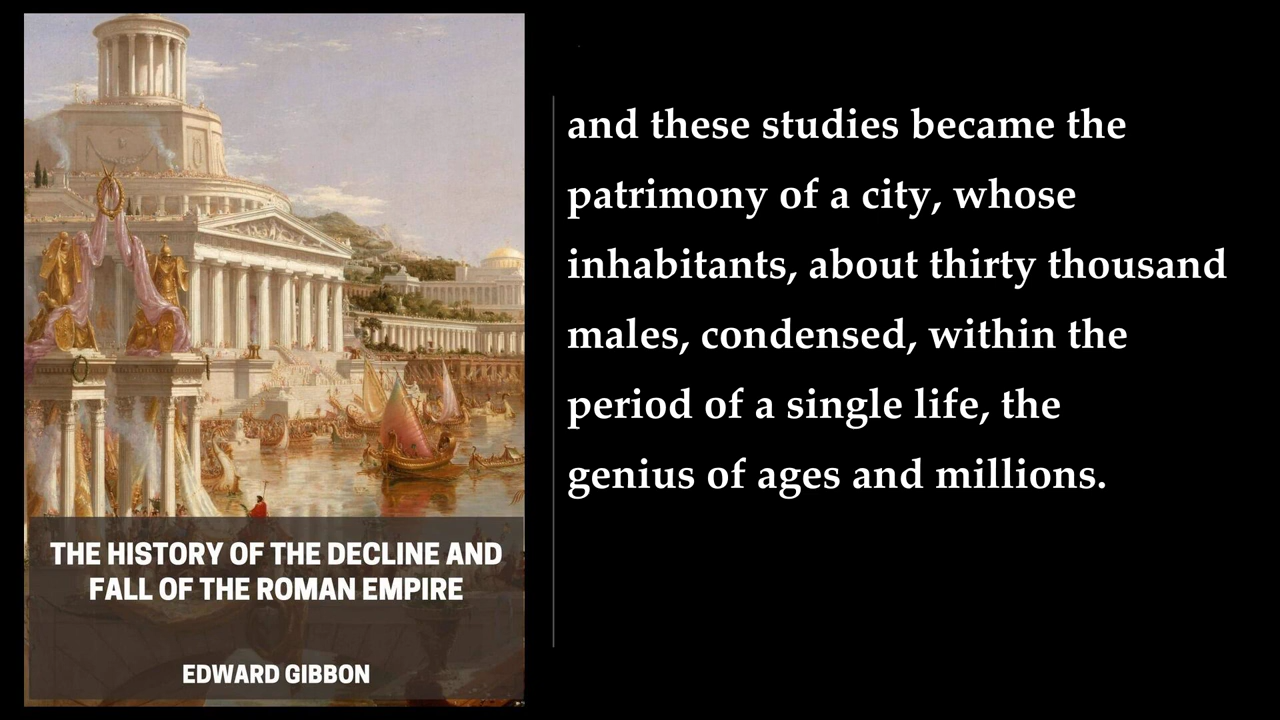 THE HISTORY OF THE DECLINE AND
FALL OF THE ROMAN EMPIRE
EDWARD GIBBON
and these studies became the
patrimony of a city, whose
inhabitants, about thirty thousand
males, condensed, within the
period of a single life, the
genius of ages and millions.